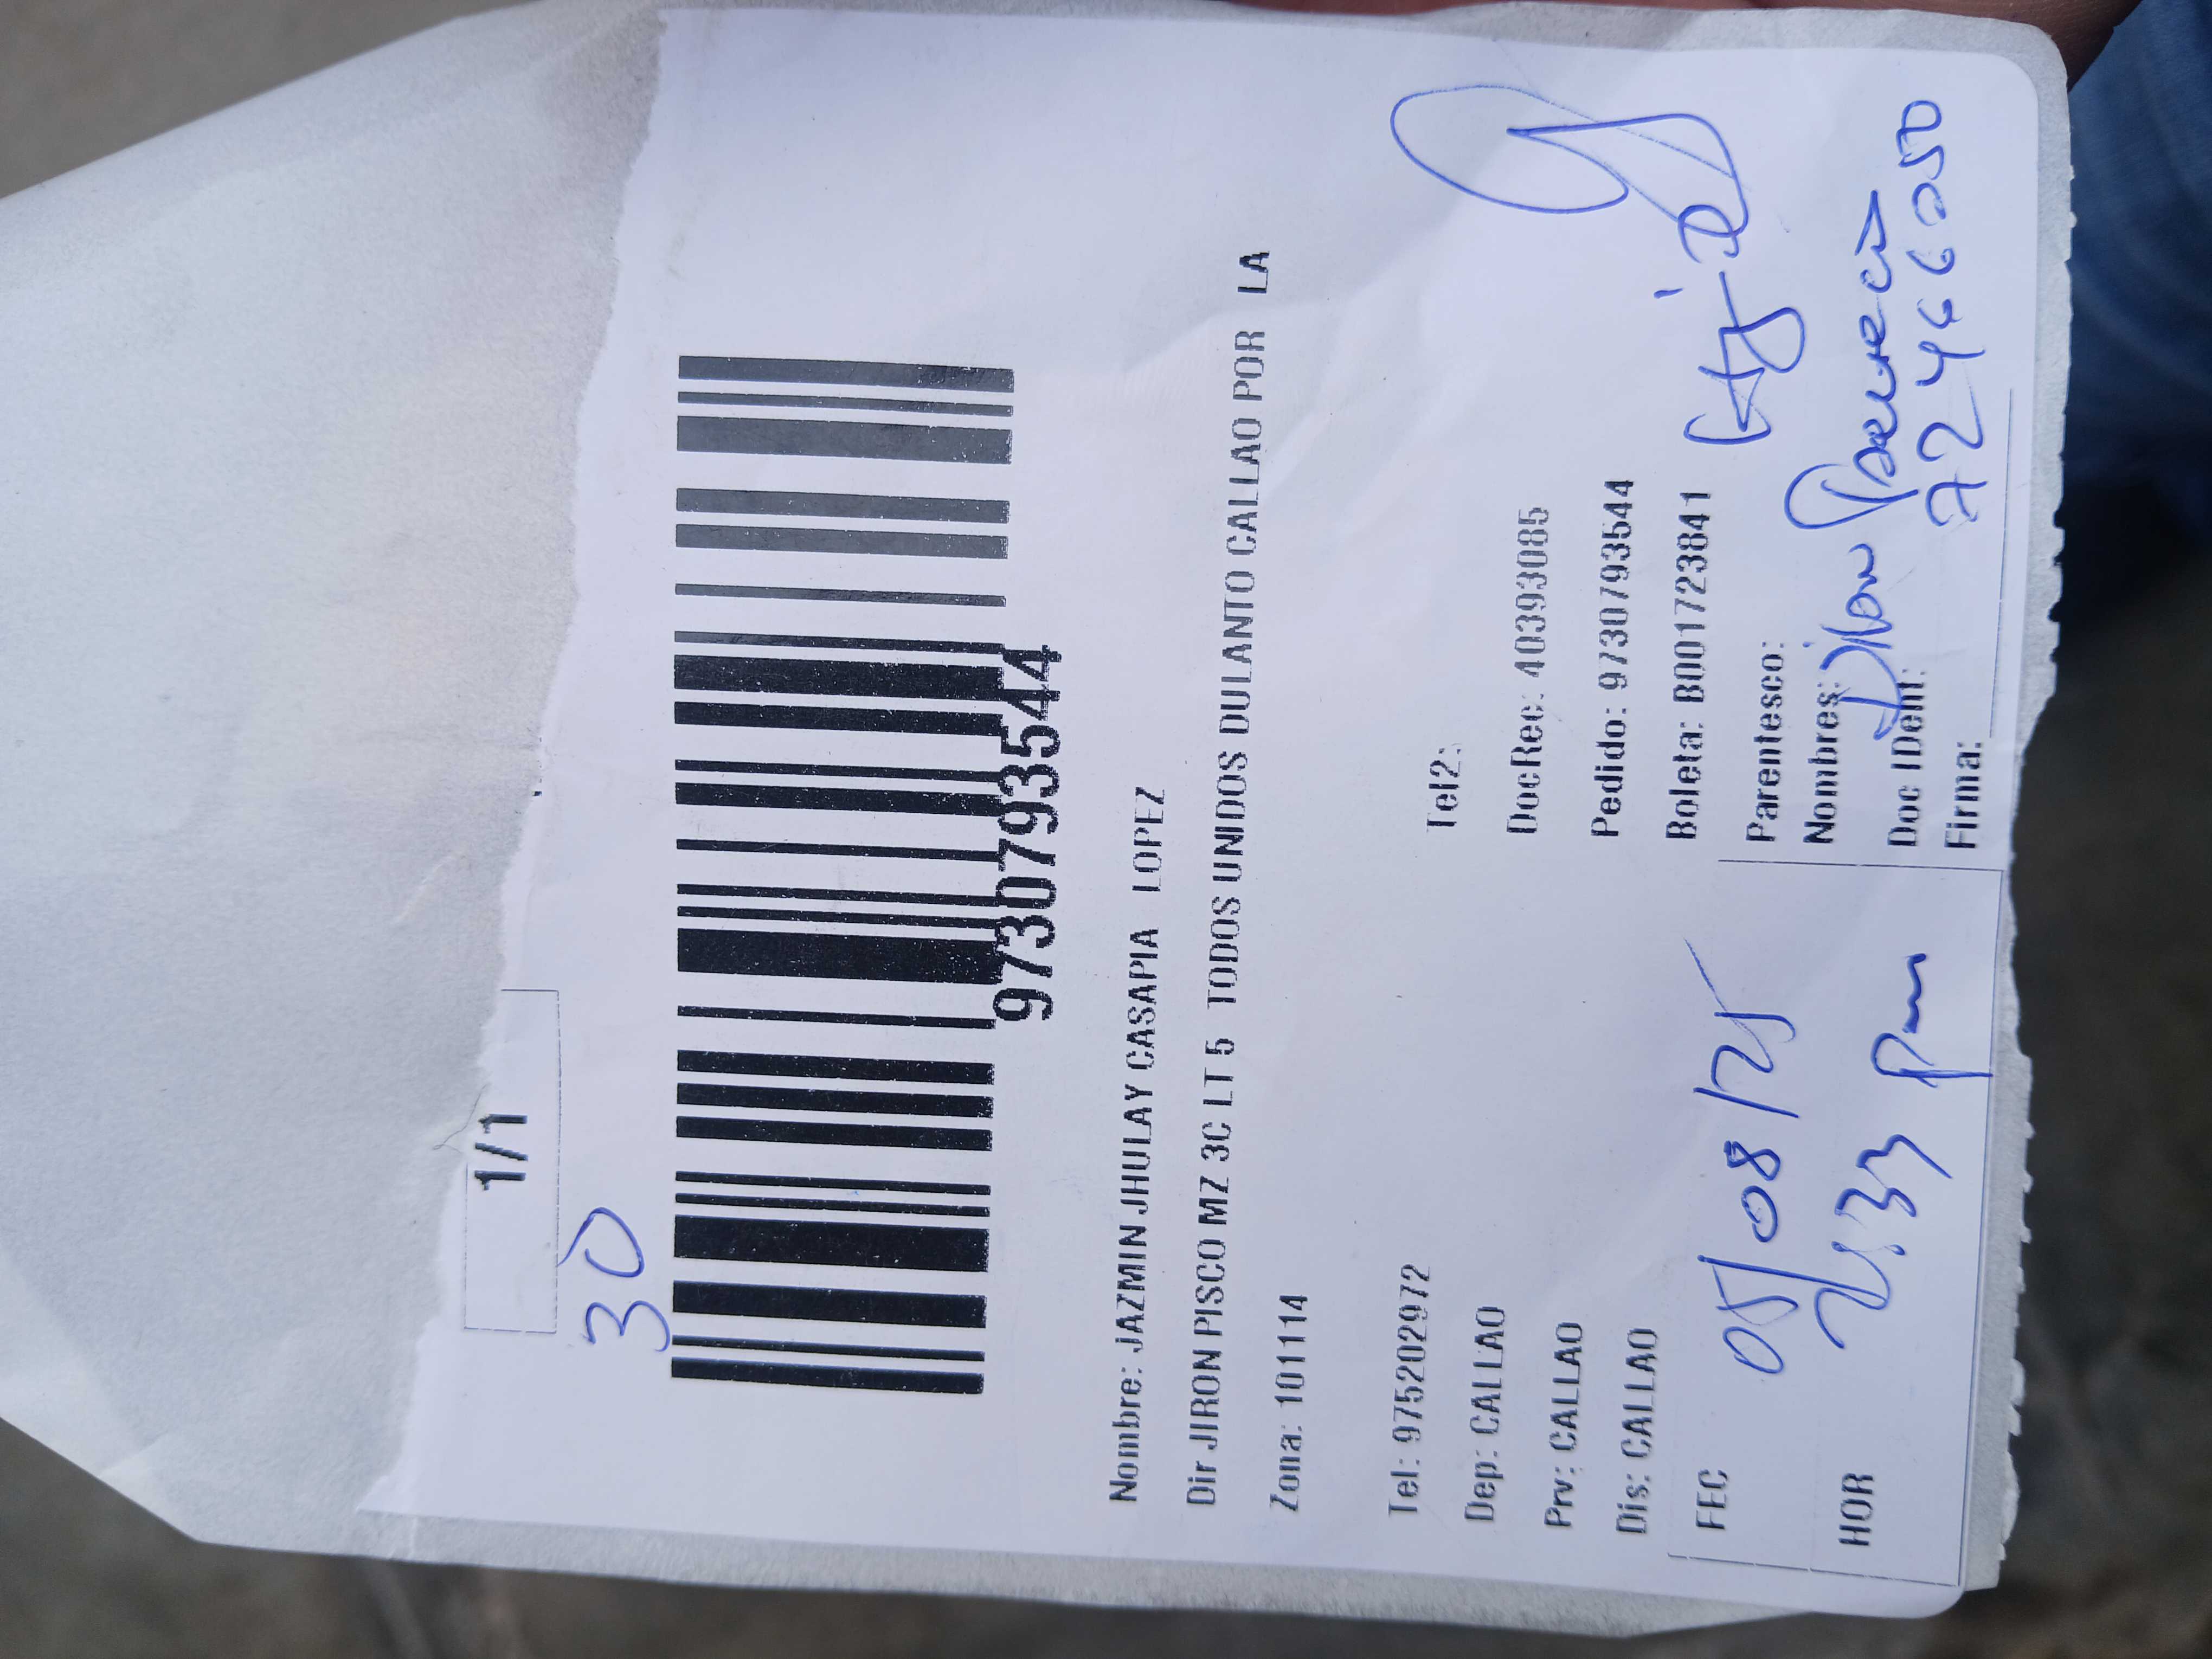 1/1
30
9730793544
Nombre: JAZMIN JHULAY CASAPIA LOPEZ
Dir JIRON PISCO MZ 3C LT 5 TODOS UNIDOS DULANTO CALLAO POR LA
Zona: 101114
Tel: 975202972 Tel2:
Dep: CALLAO DocRec: 40393085
Prv: CALLAO Pedido: 9730793544
Dis: CALLAO Boleta: B001723841
FEC 05/08/25
Parentesco:
HOR 2:33 pm
Nombres:
Doc IDent: 72466050
Firma: